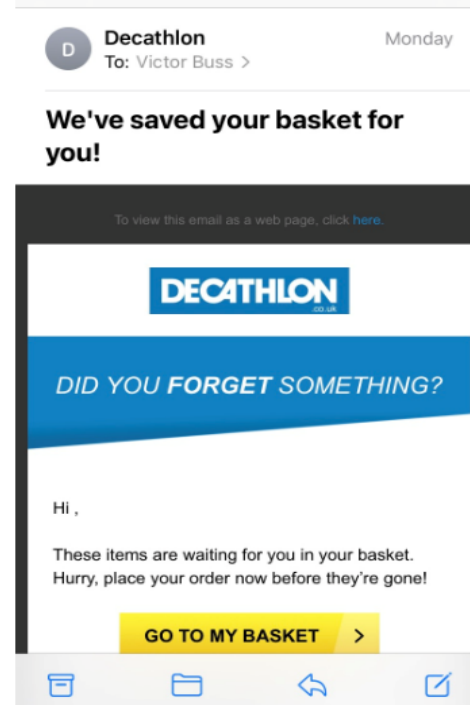 D
Decathlon
Monday
To: Victor Buss >
We've saved your basket for
you!
To view this email as a web page, click here.
DECATHLON
.co.uk
DID YOU FORGET SOMETHING?
Hi ,
These items are waiting for you in your basket.
Hurry, place your order now before they’re gone!
GO TO MY BASKET >